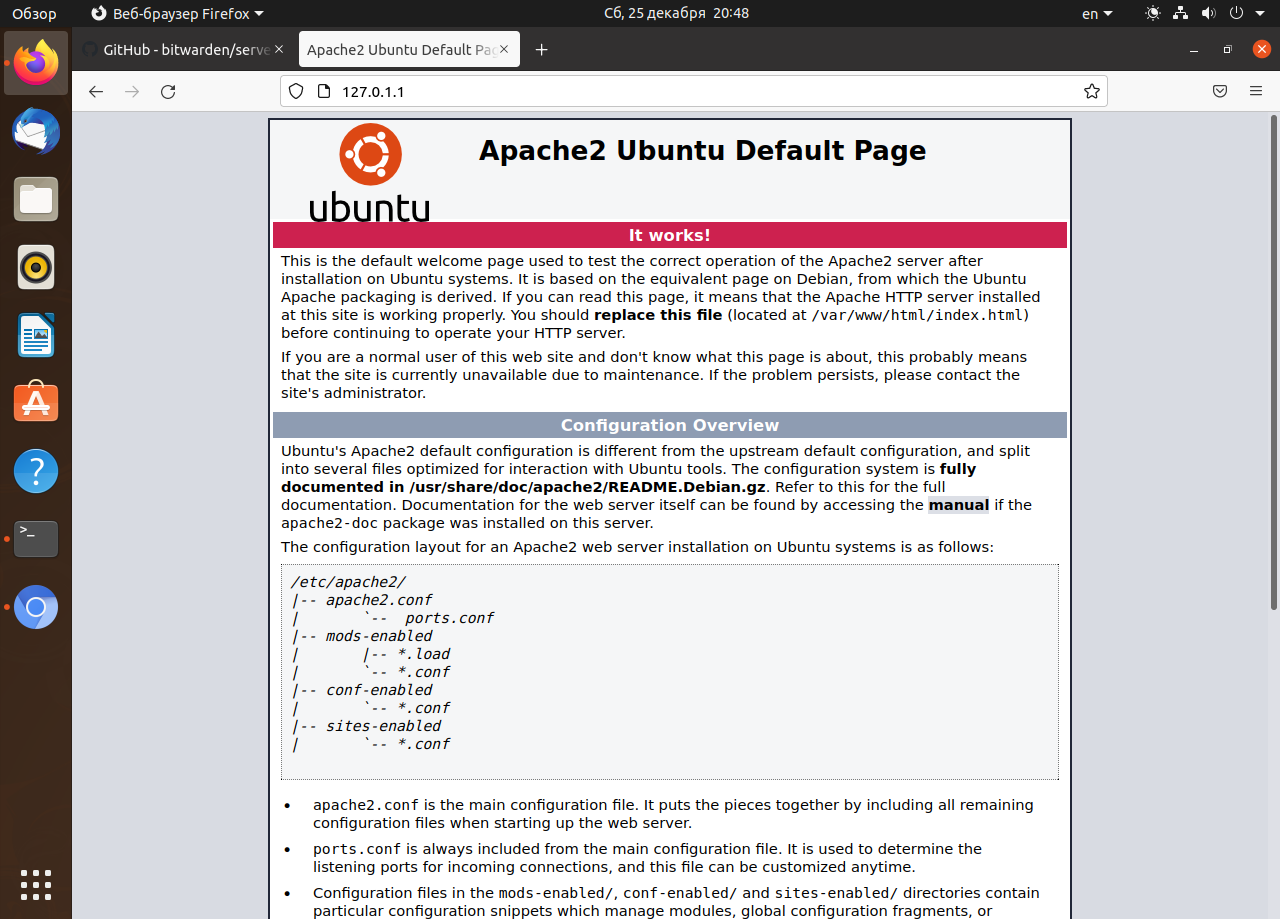 Обзор
Веб-браузер Firefox
Сб, 25 декабря 20:48
en
GitHub - bitwarden/serve
Apache2 Ubuntu Default Pag
127.0.1.1
ubuntu
Apache2 Ubuntu Default Page
It works!
This is the default welcome page used to test the correct operation of the Apache2 server after
installation on Ubuntu systems. It is based on the equivalent page on Debian, from which the Ubuntu
Apache packaging is derived. If you can read this page, it means that the Apache HTTP server installed
at this site is working properly. You should replace this file (located at /var/www/html/index.html)
before continuing to operate your HTTP server.
If you are a normal user of this web site and don't know what this page is about, this probably means
that the site is currently unavailable due to maintenance. If the problem persists, please contact the
site's administrator.
Configuration Overview
Ubuntu's Apache2 default configuration is different from the upstream default configuration, and split
into several files optimized for interaction with Ubuntu tools. The configuration system is fully
documented in /usr/share/doc/apache2/README.Debian.gz. Refer to this for the full
documentation. Documentation for the web server itself can be found by accessing the manual if the
apache2-doc package was installed on this server.
The configuration layout for an Apache2 web server installation on Ubuntu systems is as follows:
/etc/apache2/
|-- apache2.conf
|       `--  ports.conf
|-- mods-enabled
|       |-- *.load
|       `-- *.conf
|-- conf-enabled
|       `-- *.conf
|-- sites-enabled
|       `-- *.conf
• apache2.conf is the main configuration file. It puts the pieces together by including all remaining
configuration files when starting up the web server.
• ports.conf is always included from the main configuration file. It is used to determine the
listening ports for incoming connections, and this file can be customized anytime.
• Configuration files in the mods-enabled/, conf-enabled/ and sites-enabled/ directories contain
particular configuration snippets which manage modules, global configuration fragments, or